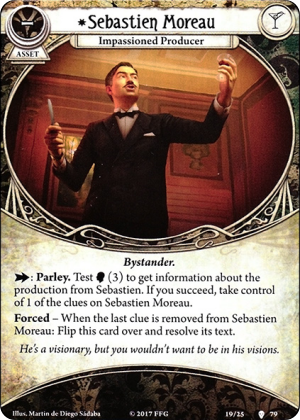 Sebastien Moreau
Impassioned Producer
ASSET
Bystander.
: Parley. Test (3) to get information about the
production from Sebastien. If you succeed, take control
of 1 of the clues on Sebastien Moreau.
Forced – When the last clue is removed from Sebastien
Moreau: Flip this card over and resolve its text.
He's a visionary, but you wouldn't want to be in his visions.
Illus. Martin de Diego Sádaba
© 2017 FFG
19/25
79